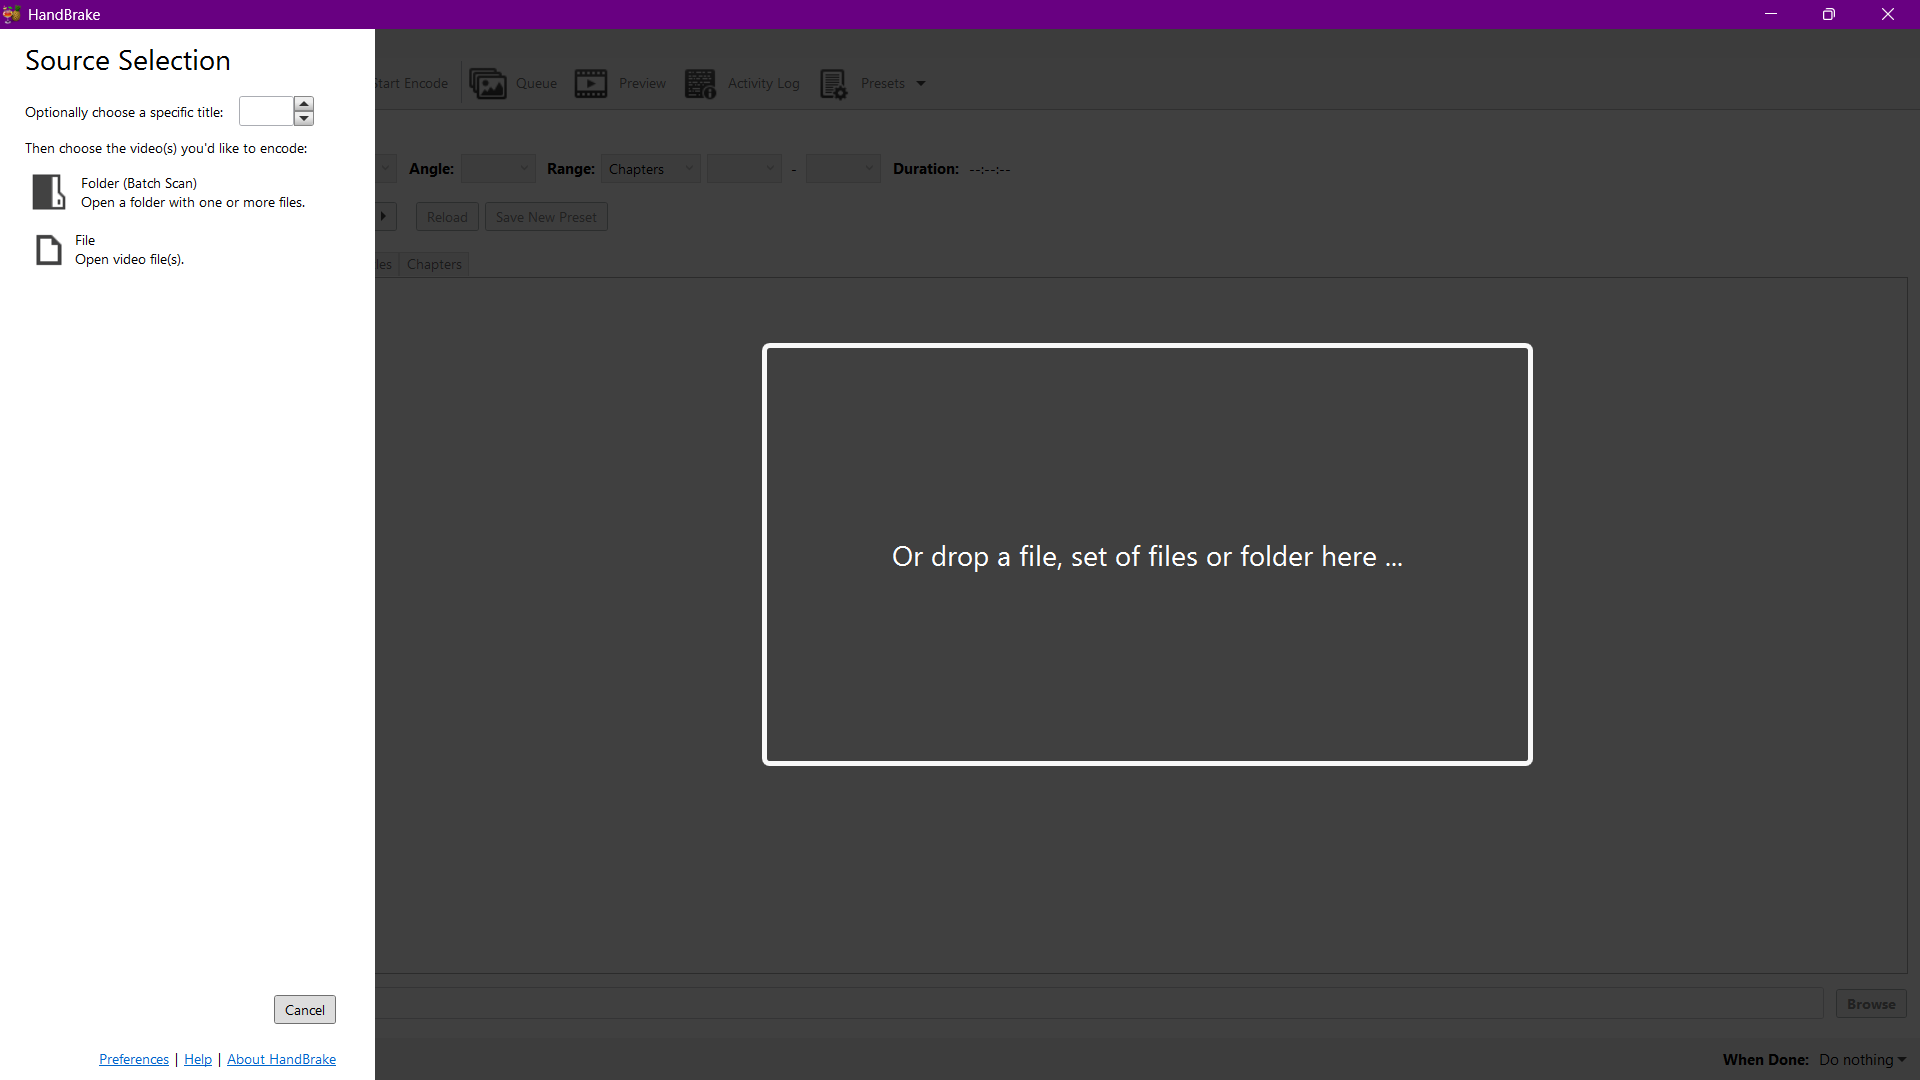 HandBrake
Source Selection
Optionally choose a specific title:
Then choose the video(s) you'd like to encode:
Folder (Batch Scan)
Open a folder with one or more files.
File
Open video file(s).
Cancel
Preferences | Help | About HandBrake
Start Encode Queue Preview Activity Log Presets
Angle: Range: Chapters - Duration: --:--:--
Reload Save New Preset
les Chapters
Or drop a file, set of files or folder here ...
Browse
When Done: Do nothing